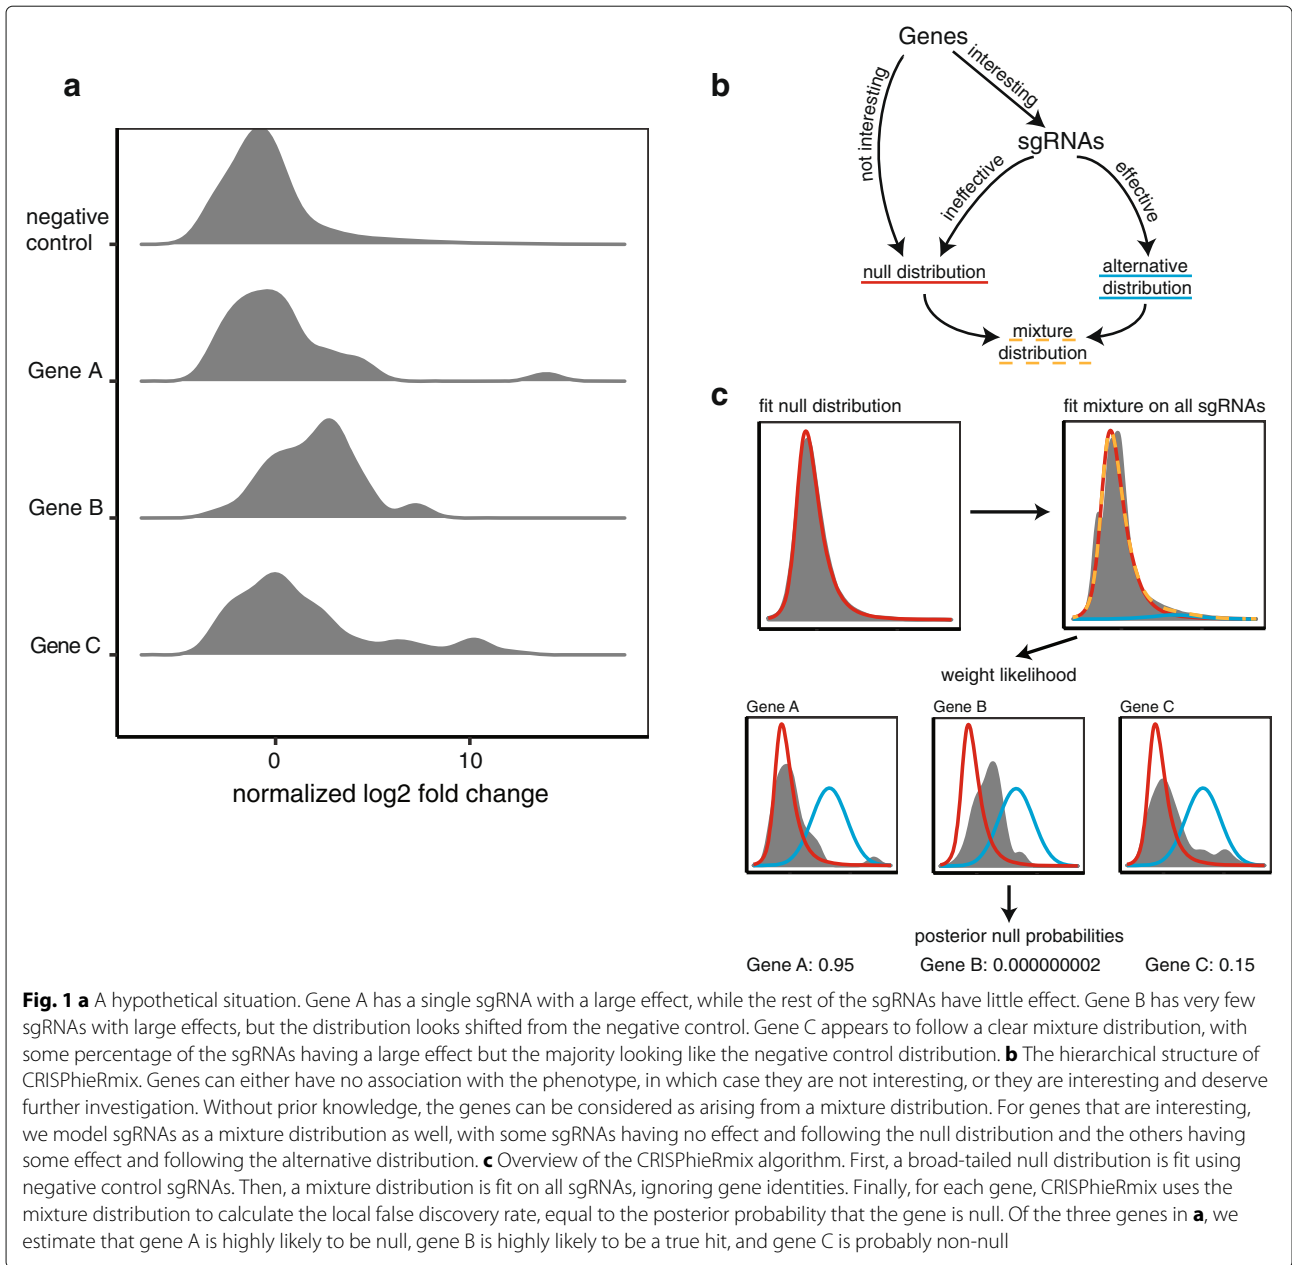 a
negative
control
Gene A
Gene B
Gene C
0
10
normalized log2 fold change
b
Genes
interesting
not interesting
sgRNAs
ineffective
effective
null distribution
alternative
distribution
mixture
distribution
c
fit null distribution
fit mixture on all sgRNAs
weight likelihood
Gene A
Gene B
Gene C
posterior null probabilities
Gene A: 0.95
Gene B: 0.000000002
Gene C: 0.15
Fig. 1 a A hypothetical situation. Gene A has a single sgRNA with a large effect, while the rest of the sgRNAs have little effect. Gene B has very few
sgRNAs with large effects, but the distribution looks shifted from the negative control. Gene C appears to follow a clear mixture distribution, with
some percentage of the sgRNAs having a large effect but the majority looking like the negative control distribution. b The hierarchical structure of
CRISPhieRmix. Genes can either have no association with the phenotype, in which case they are not interesting, or they are interesting and deserve
further investigation. Without prior knowledge, the genes can be considered as arising from a mixture distribution. For genes that are interesting,
we model sgRNAs as a mixture distribution as well, with some sgRNAs having no effect and following the null distribution and the others having
some effect and following the alternative distribution. c Overview of the CRISPhieRmix algorithm. First, a broad-tailed null distribution is fit using
negative control sgRNAs. Then, a mixture distribution is fit on all sgRNAs, ignoring gene identities. Finally, for each gene, CRISPhieRmix uses the
mixture distribution to calculate the local false discovery rate, equal to the posterior probability that the gene is null. Of the three genes in a, we
estimate that gene A is highly likely to be null, gene B is highly likely to be a true hit, and gene C is probably non-null